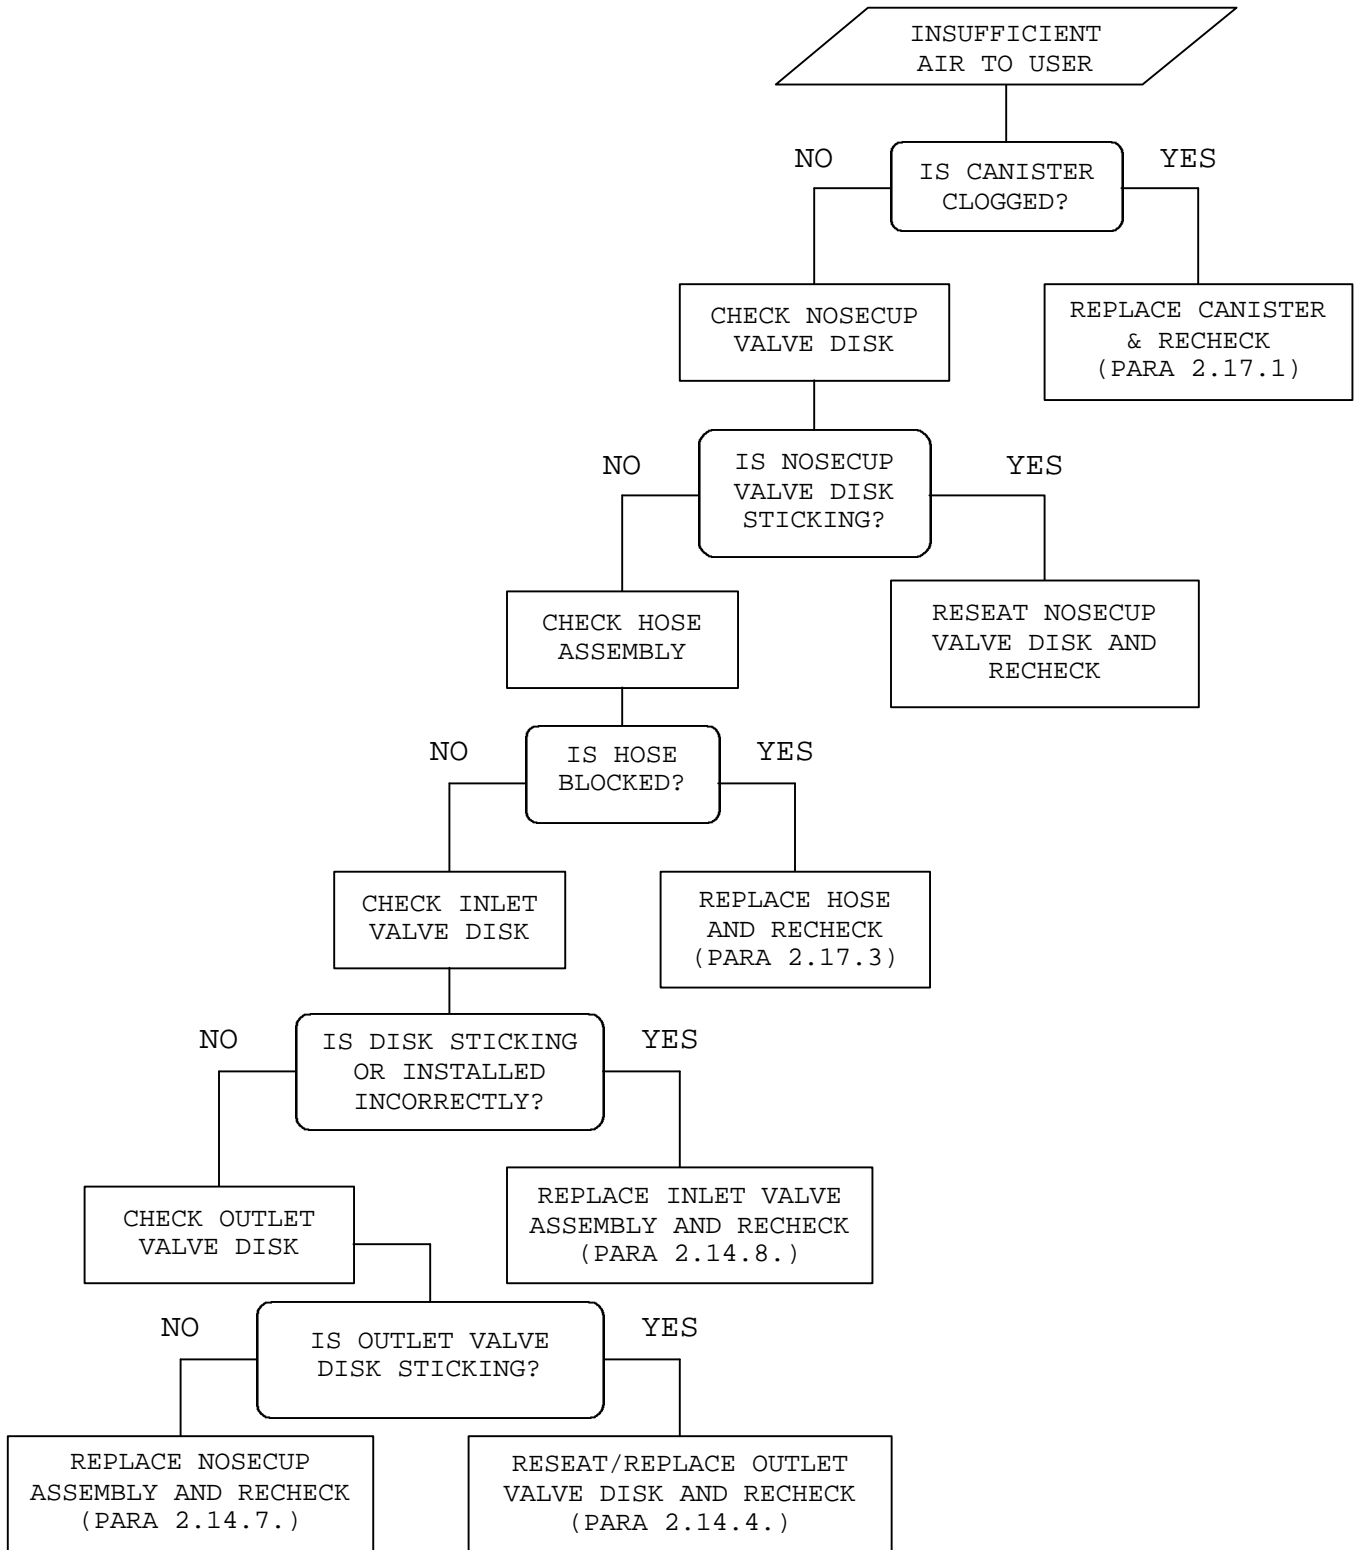 INSUFFICIENT
AIR TO USER
NO
YES
IS CANISTER
CLOGGED?
CHECK NOSECUP
VALVE DISK
REPLACE CANISTER
& RECHECK
(PARA 2.17.1)
NO
YES
IS NOSECUP
VALVE DISK
STICKING?
CHECK HOSE
ASSEMBLY
RESEAT NOSECUP
VALVE DISK AND
RECHECK
NO
YES
IS HOSE
BLOCKED?
CHECK INLET
VALVE DISK
REPLACE HOSE
AND RECHECK
(PARA 2.17.3)
NO
YES
IS DISK STICKING
OR INSTALLED
INCORRECTLY?
CHECK OUTLET
VALVE DISK
REPLACE INLET VALVE
ASSEMBLY AND RECHECK
(PARA 2.14.8.)
NO
YES
IS OUTLET VALVE
DISK STICKING?
REPLACE NOSECUP
ASSEMBLY AND RECHECK
(PARA 2.14.7.)
RESEAT/REPLACE OUTLET
VALVE DISK AND RECHECK
(PARA 2.14.4.)